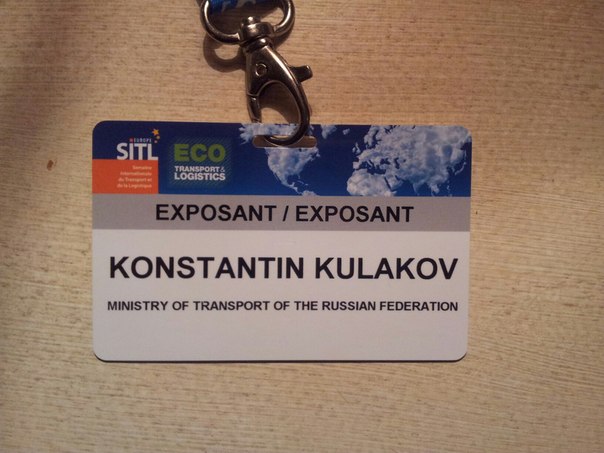 EUROPE
SITL
Semaine
Internationale
du Transport et
de la Logistique
ECO
TRANSPORT &
LOGISTICS
EXPOSANT / EXPOSANT
KONSTANTIN KULAKOV
MINISTRY OF TRANSPORT OF THE RUSSIAN FEDERATION